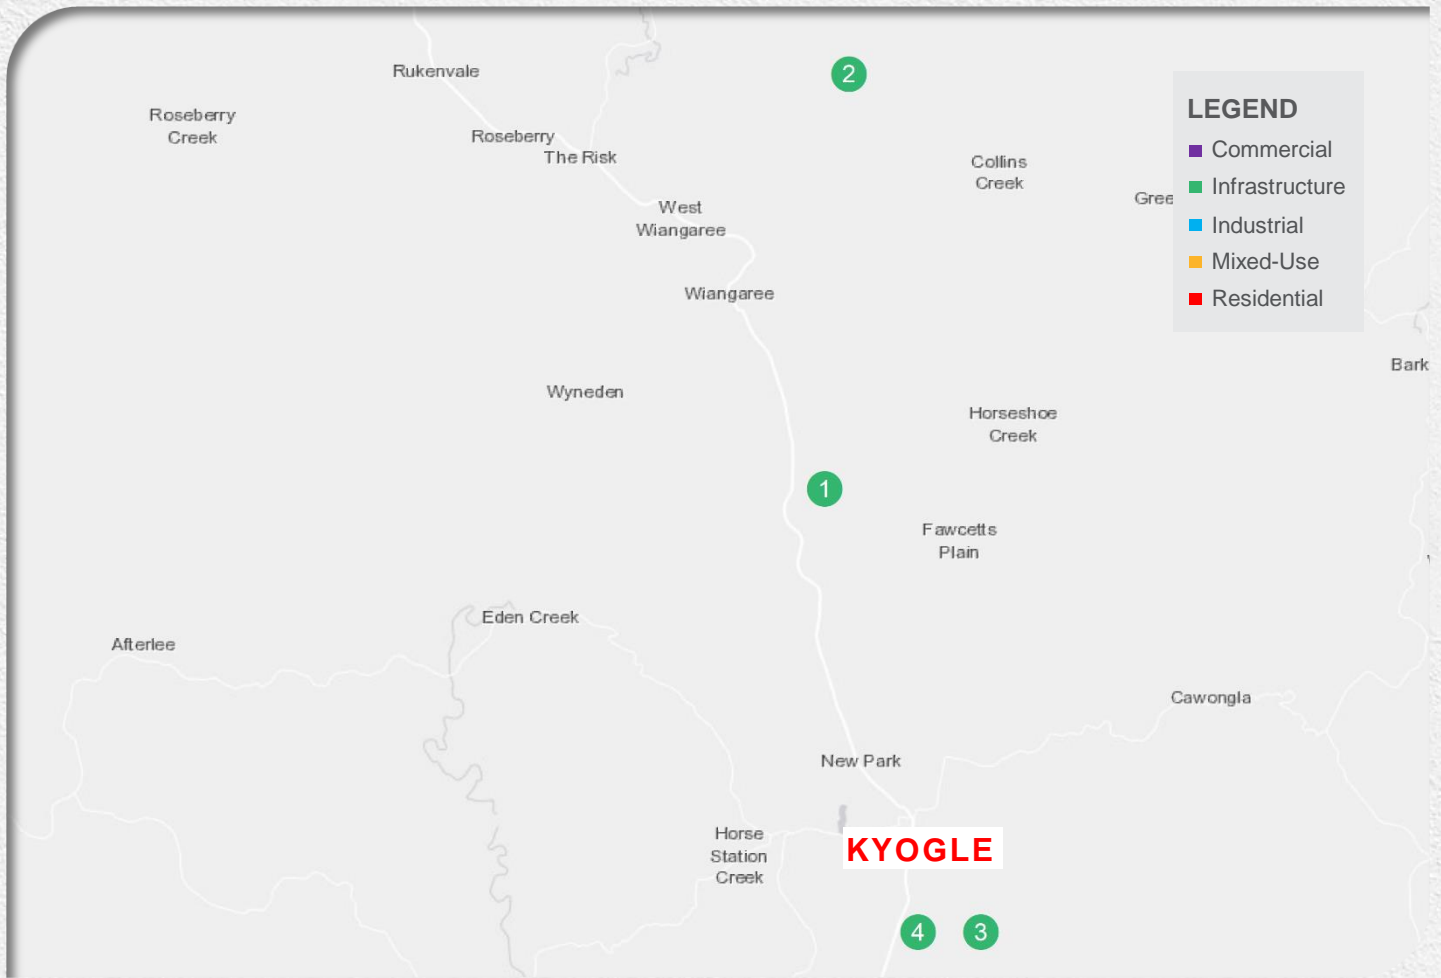 Rukenvale
2
LEGEND
Roseberry
Creek
Roseberry
The Risk
Commercial
Collins
Creek
Infrastructure
West
Wiangaree
Industrial
Mixed-Use
Wiangaree
Residential
Wyneden
Horseshoe
Creek
1
Fawcetts
Plain
Eden Creek
Afterlee
Cawongla
New Park
Horse
Station
Creek
KYOGLE
4
3